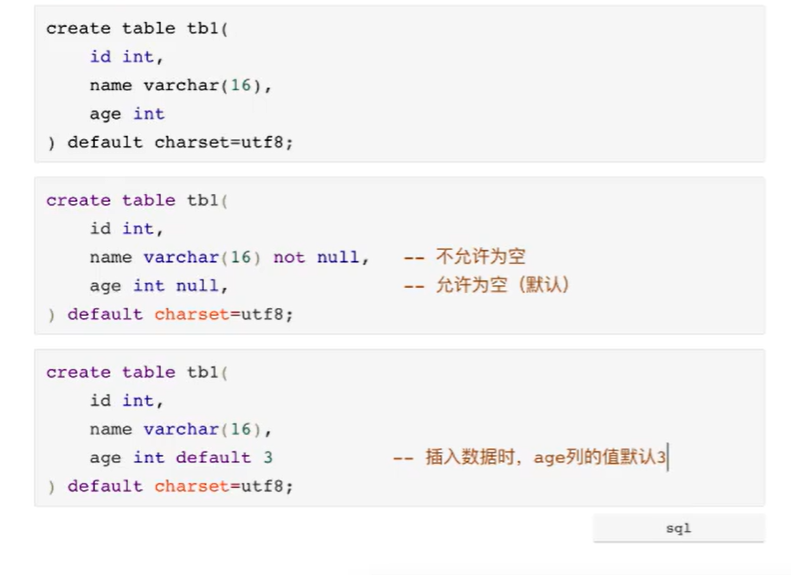 create table tb1(
    id int,
    name varchar(16),
    age int
) default charset=utf8;
create table tb1(
    id int,
    name varchar(16) not null,   -- 不允许为空
    age int null,                -- 允许为空（默认）
) default charset=utf8;
create table tb1(
    id int,
    name varchar(16),
    age int default 3           -- 插入数据时，age列的值默认3
) default charset=utf8;
sql